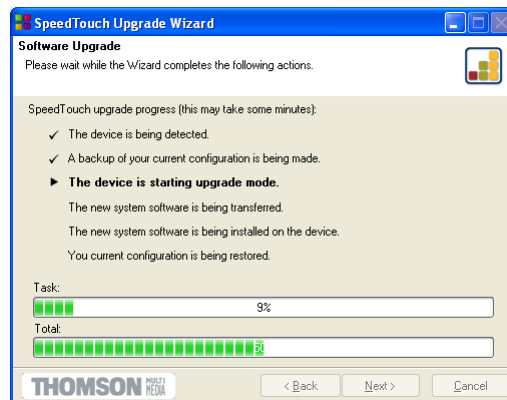 SpeedTouch Upgrade Wizard
Software Upgrade
Please wait while the Wizard completes the following actions.
SpeedTouch upgrade progress (this may take some minutes):
The device is being detected.
A backup of your current configuration is being made.
The device is starting upgrade mode.
The new system software is being transferred.
The new system software is being installed on the device.
You current configuration is being restored.
Task:
9%
Total:
THOMSON MULTI MEDIA
< Back Next > Cancel